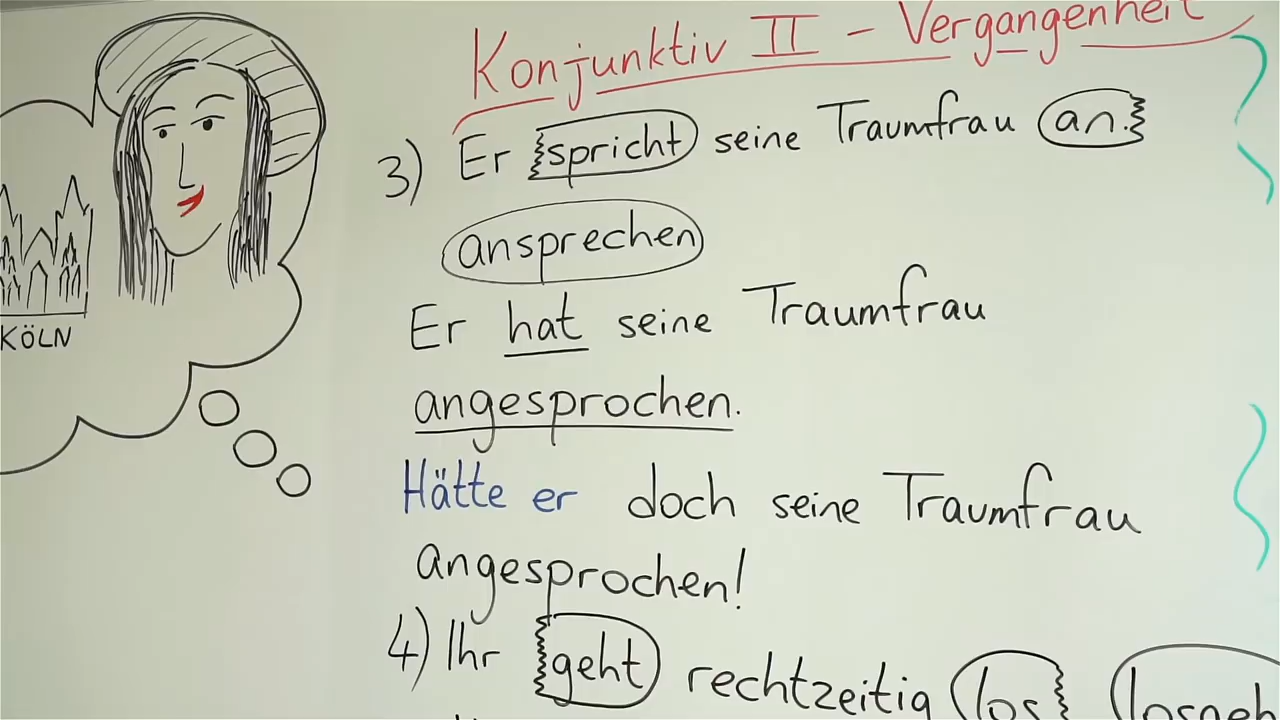 Konjunktiv II - Vergangenheit
3) Er spricht seine Traumfrau an.
ansprechen
Er hat seine Traumfrau
angesprochen.
Hätte er doch seine Traumfrau
angesprochen!
4) Ihr geht rechtzeitig los losgeh
KÖLN